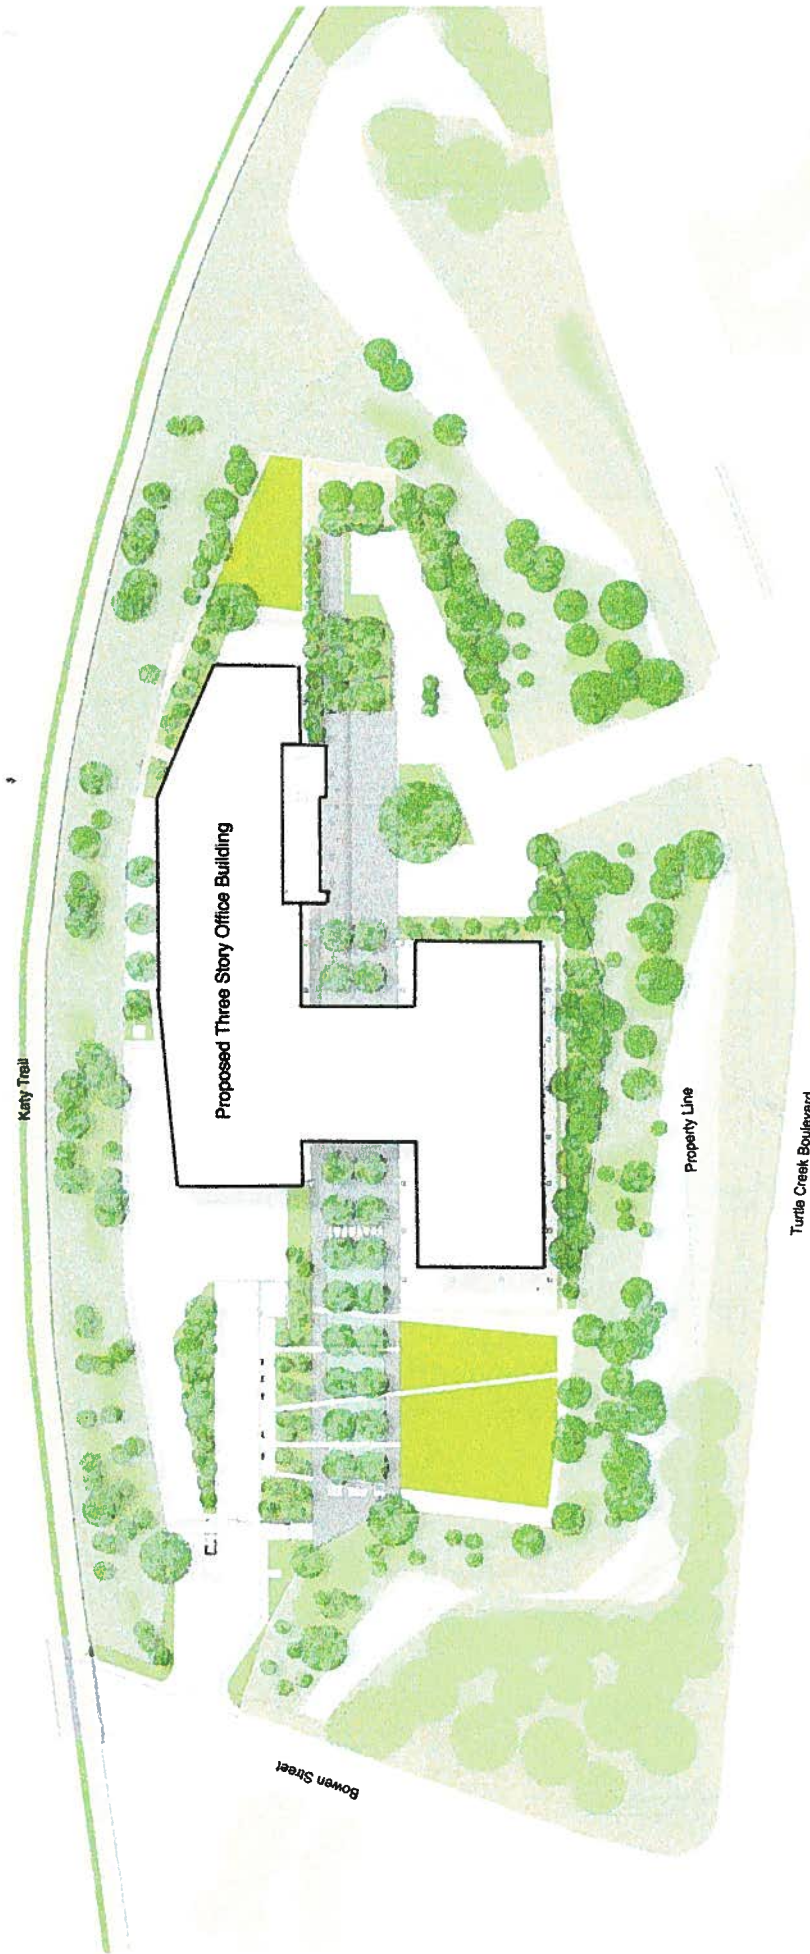 Katy Trail
Proposed Three Story Office Building
Property Line
Turtle Creek Boulevard
Bowen Street